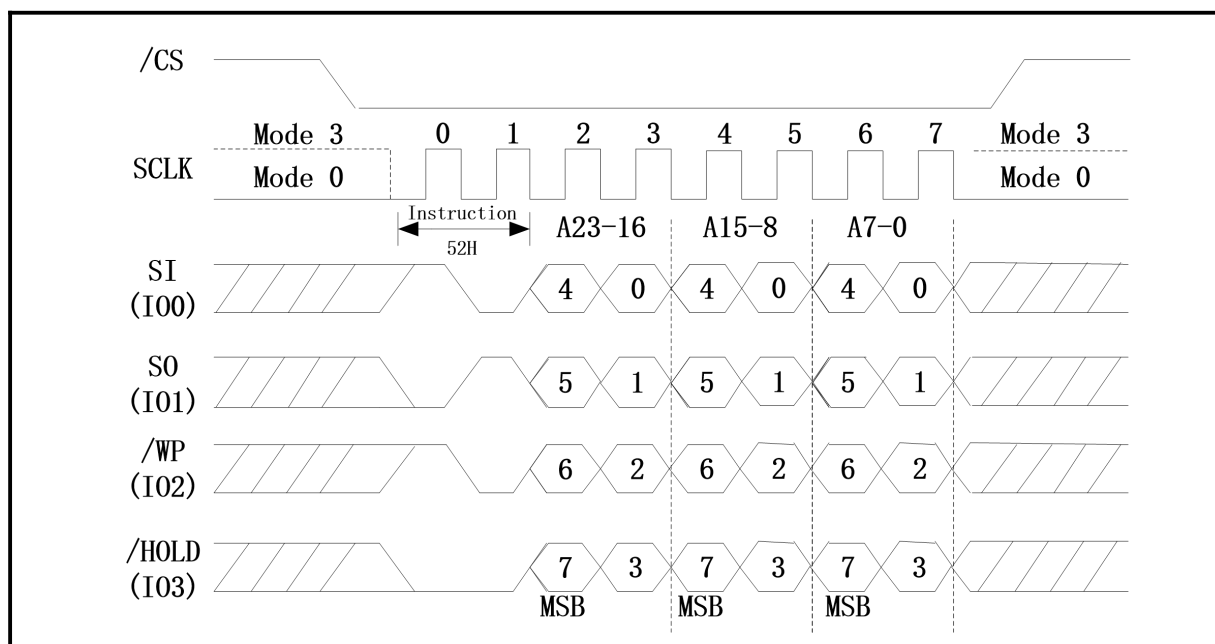 /CS
Mode 3 0 1 2 3 4 5 6 7 Mode 3
SCLK
Mode 0 Mode 0
Instruction
52H
A23-16 A15-8 A7-0
SI
(IO0)
4 0 4 0 4 0
SO
(IO1)
5 1 5 1 5 1
/WP
(IO2)
6 2 6 2 6 2
/HOLD
(IO3)
7 3 7 3 7 3
MSB MSB MSB